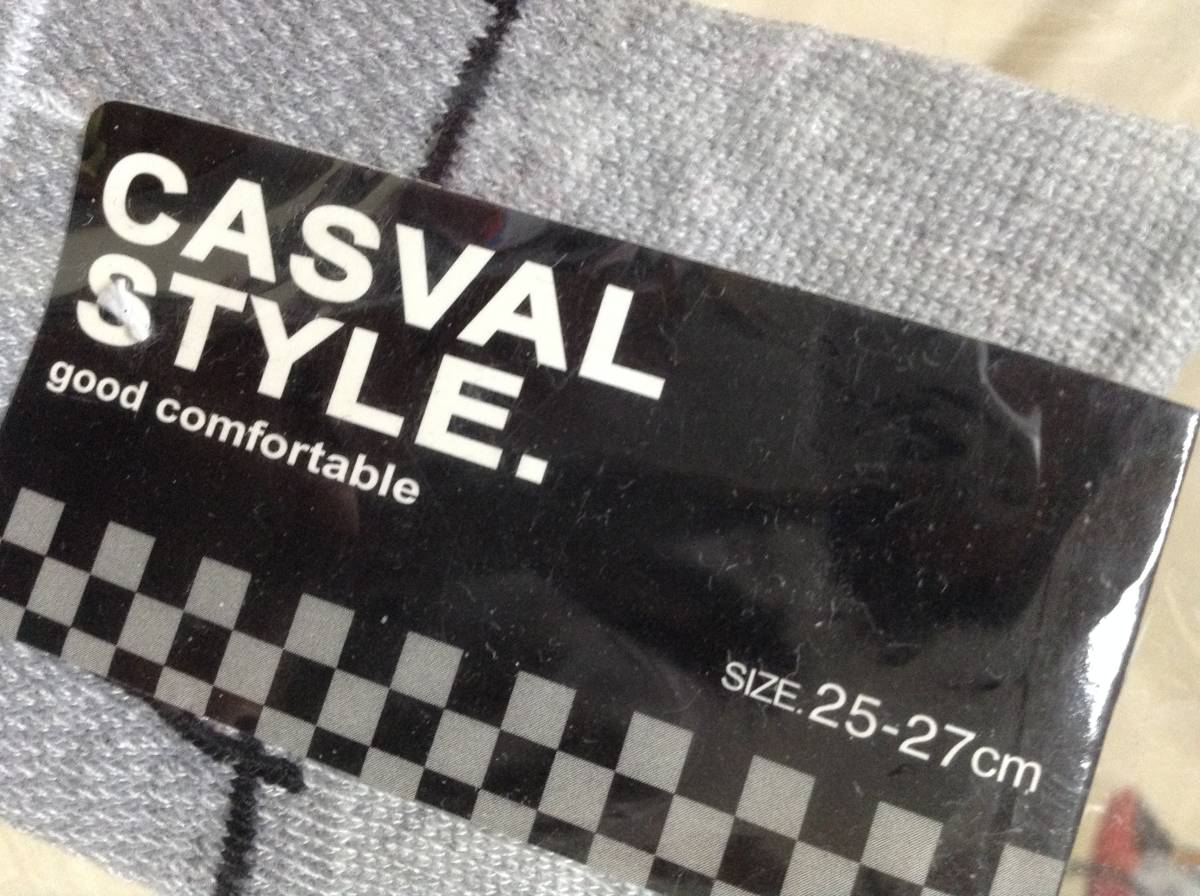 CASVAL
STYLE.
good comfortable
SIZE. 25-27cm